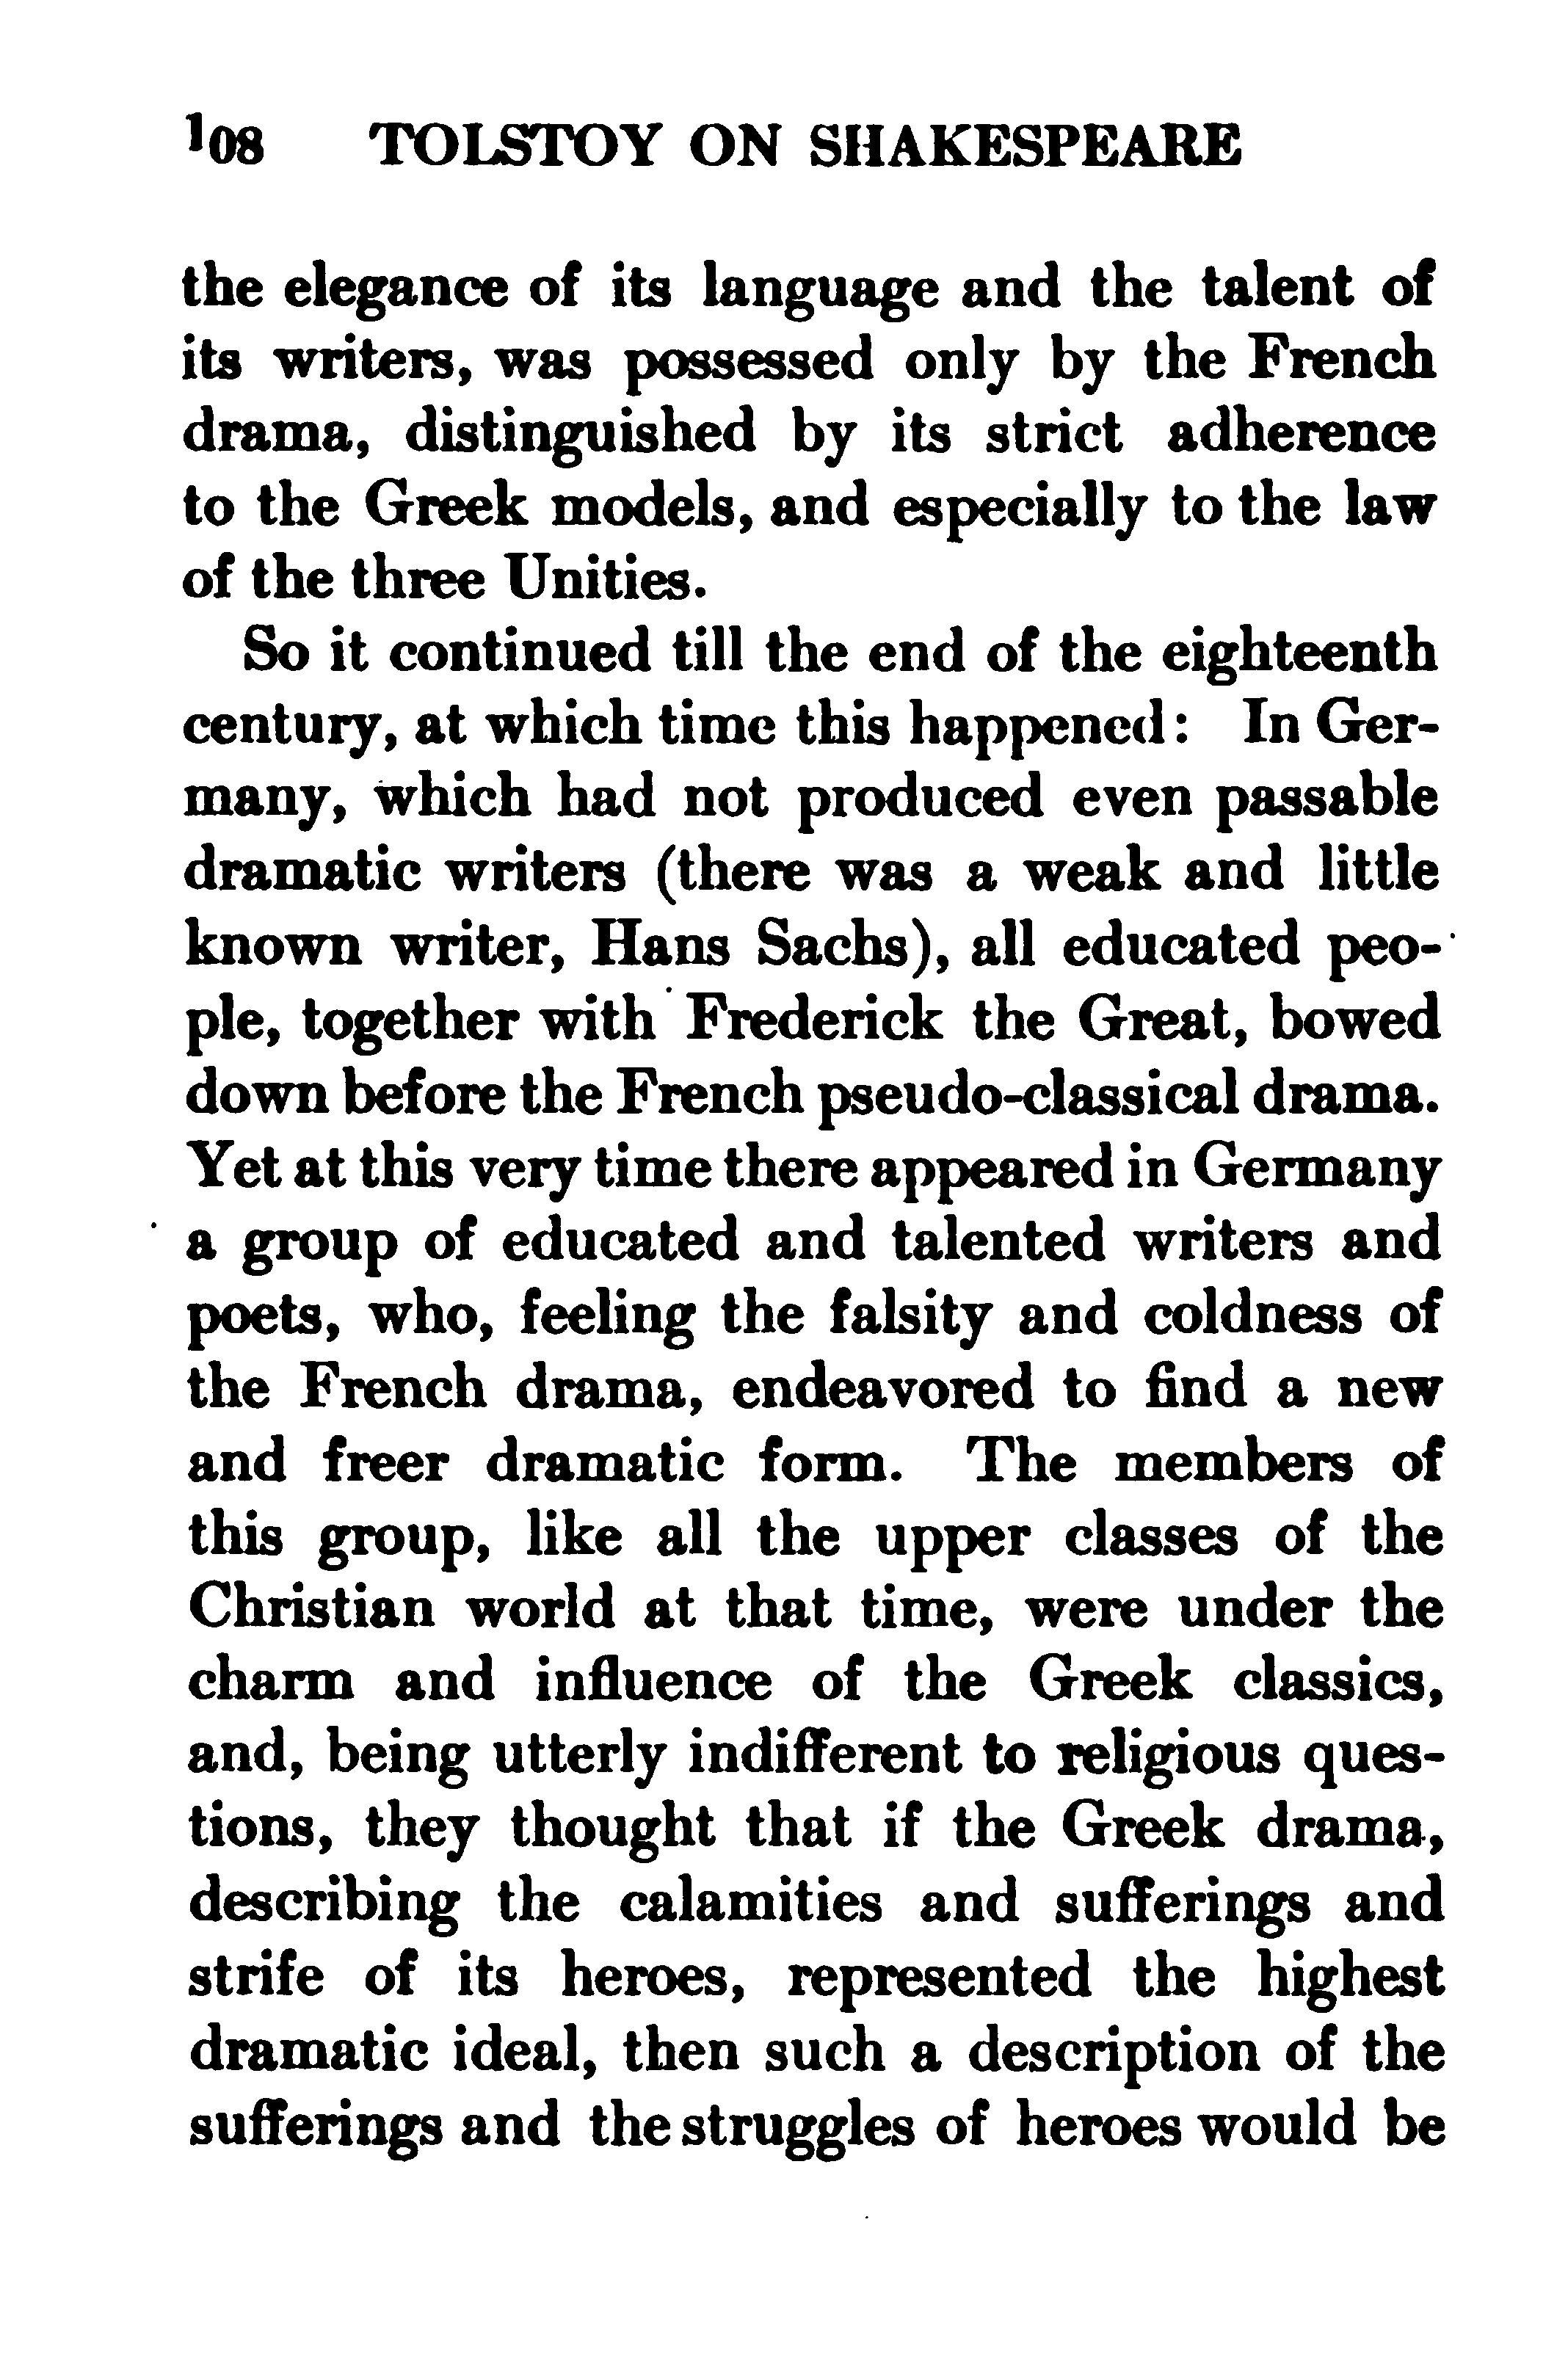 108 TOLSTOY ON SHAKESPEARE
the elegance of its language and the talent of
its writers, was possessed only by the French
drama, distinguished by its strict adherence
to the Greek models, and especially to the law
of the three Unities.
So it continued till the end of the eighteenth
century, at which time this happened: In Ger-
many, which had not produced even passable
dramatic writers (there was a weak and little
known writer, Hans Sachs), all educated peo-
ple, together with Frederick the Great, bowed
down before the French pseudo-classical drama.
Yet at this very time there appeared in Germany
a group of educated and talented writers and
poets, who, feeling the falsity and coldness of
the French drama, endeavored to find a new
and freer dramatic form. The members of
this group, like all the upper classes of the
Christian world at that time, were under the
charm and influence of the Greek classics,
and, being utterly indifferent to religious ques-
tions, they thought that if the Greek drama,
describing the calamities and sufferings and
strife of its heroes, represented the highest
dramatic ideal, then such a description of the
sufferings and the struggles of heroes would be